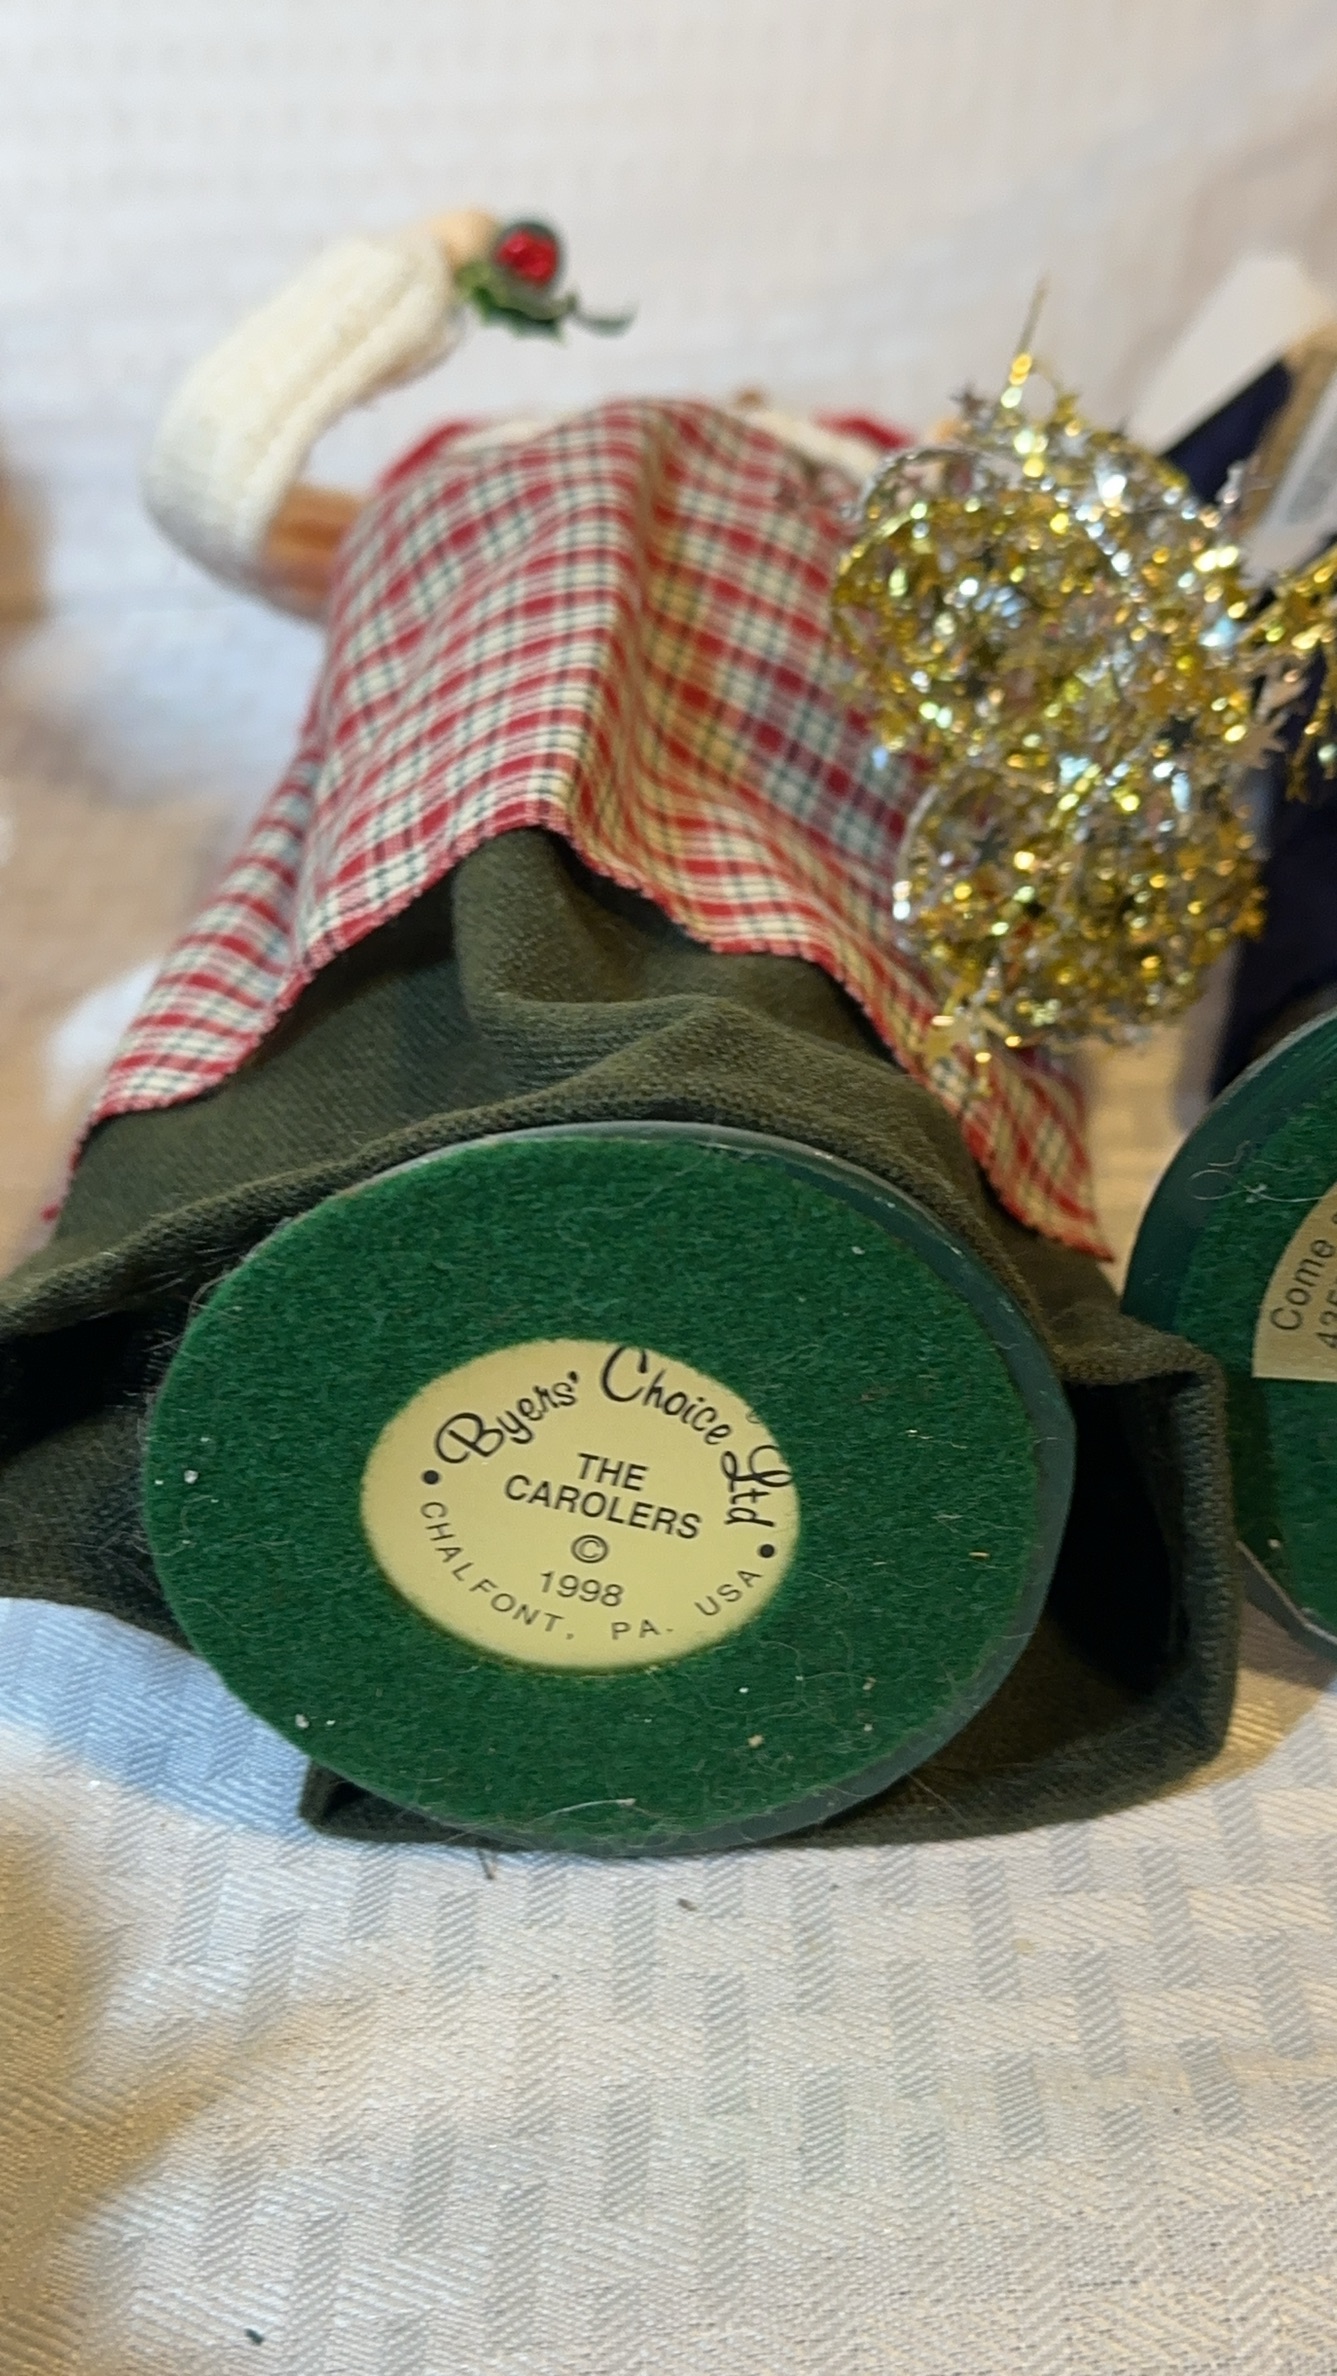 Byers' Choice Ltd
THE
CAROLERS
©
1998
• CHALFONT, PA. USA •
Come